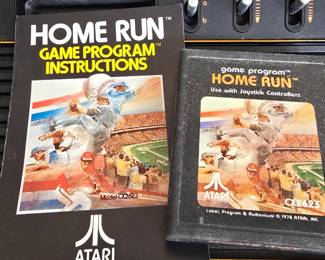 HOME RUN™
GAME PROGRAM™
INSTRUCTIONS
Model CX2623
ATARI
game program™
HOME RUN™
Use with Joystick Controllers
ATARI
CX2623
Label, Program & Audiovisual © 1978 ATARI, INC.